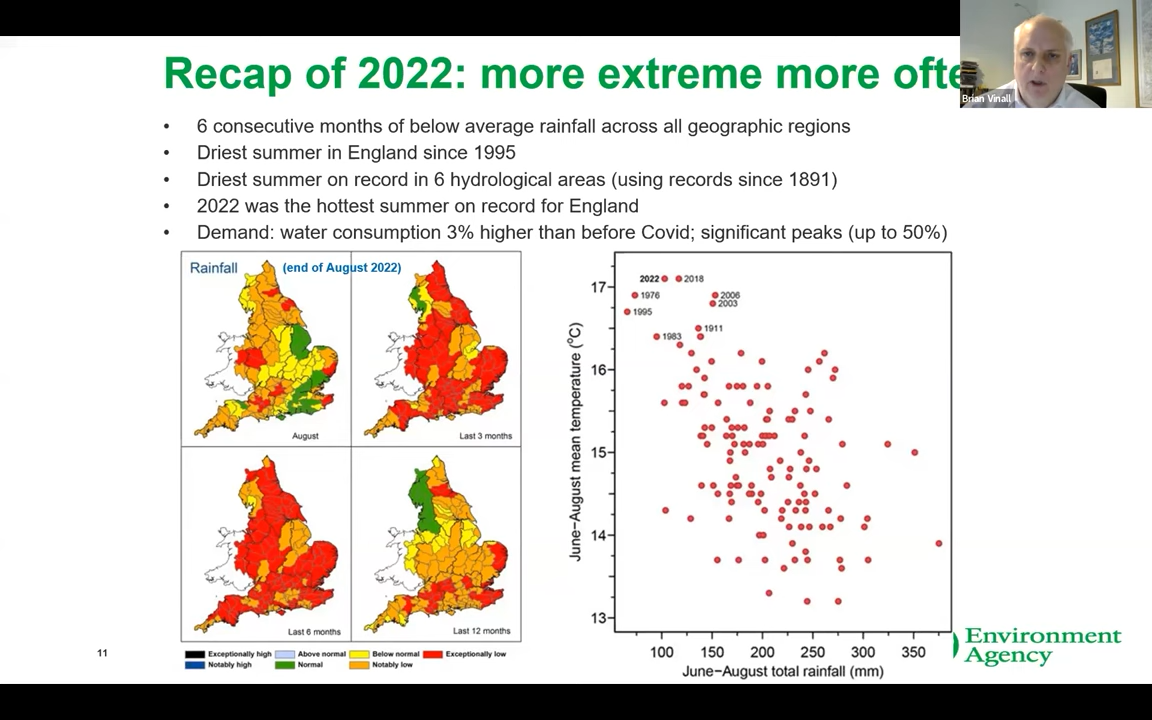 Recap of 2022: more extreme more ofte
Brian Vinall
• 6 consecutive months of below average rainfall across all geographic regions
• Driest summer in England since 1995
• Driest summer on record in 6 hydrological areas (using records since 1891)
• 2022 was the hottest summer on record for England
• Demand: water consumption 3% higher than before Covid; significant peaks (up to 50%)
Rainfall (end of August 2022)
August
Last 3 months
Last 6 months
Last 12 months
Exceptionally high Above normal Below normal Exceptionally low
Notably high Normal Notably low
June−August mean temperature (°C)
17
16
15
14
13
2022 2018
1976 2006
2003
1995
1911
1983
100 150 200 250 300 350
June−August total rainfall (mm)
11
Environment
Agency